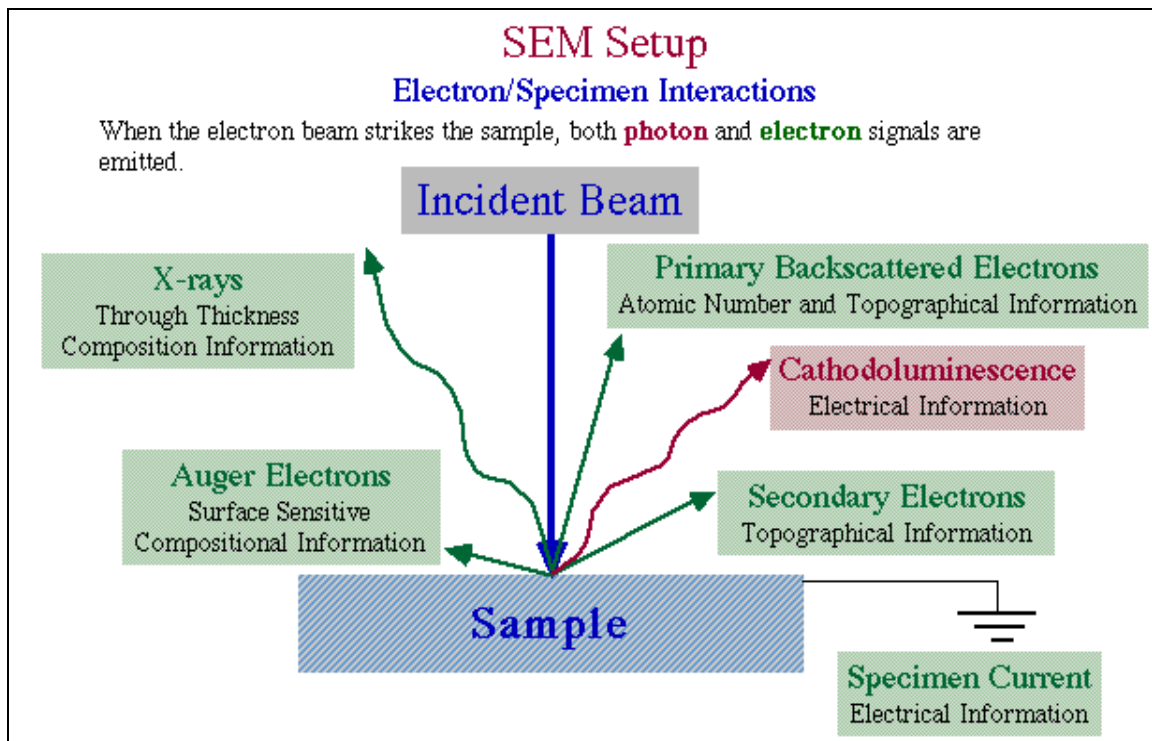 SEM Setup
Electron/Specimen Interactions
When the electron beam strikes the sample, both photon and electron signals are
emitted.
Incident Beam
X-rays
Through Thickness
Composition Information
Primary Backscattered Electrons
Atomic Number and Topographical Information
Cathodoluminescence
Electrical Information
Auger Electrons
Surface Sensitive
Compositional Information
Secondary Electrons
Topographical Information
Sample
Specimen Current
Electrical Information